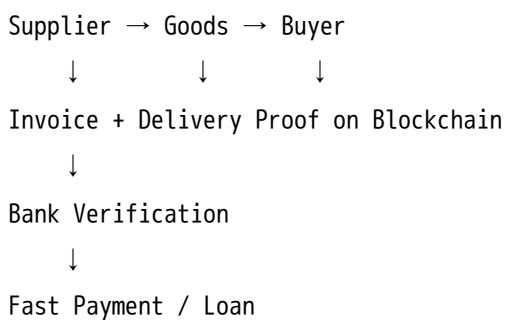 Supplier → Goods → Buyer
↓ ↓ ↓
Invoice + Delivery Proof on Blockchain
↓
Bank Verification
↓
Fast Payment / Loan